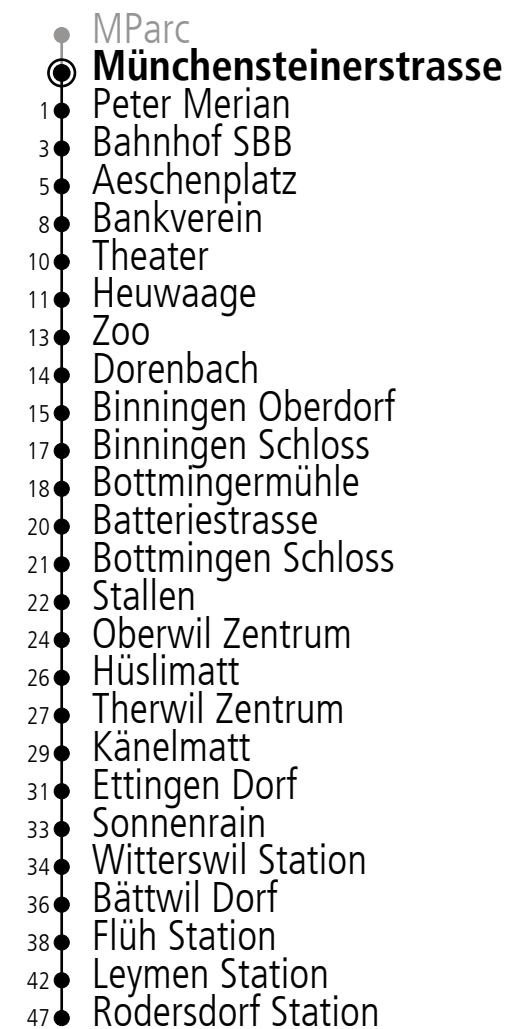 MParc
Münchensteinerstrasse
1 Peter Merian
3 Bahnhof SBB
5 Aeschenplatz
8 Bankverein
10 Theater
11 Heuwaage
13 Zoo
14 Dorenbach
15 Binningen Oberdorf
17 Binningen Schloss
18 Bottmingermühle
20 Batteriestrasse
21 Bottmingen Schloss
22 Stallen
24 Oberwil Zentrum
26 Hüslimatt
27 Therwil Zentrum
29 Känelmatt
31 Ettingen Dorf
33 Sonnenrain
34 Witterswil Station
36 Bättwil Dorf
38 Flüh Station
42 Leymen Station
47 Rodersdorf Station